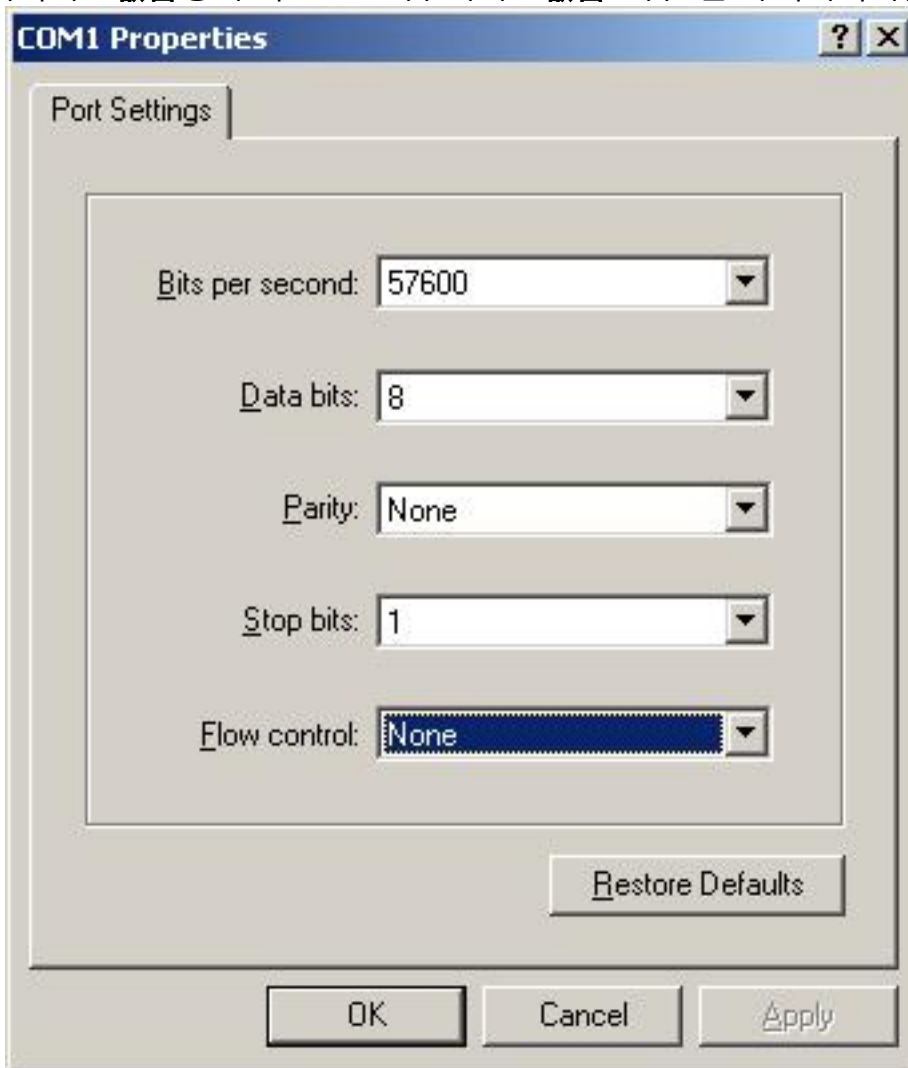 COM1 Properties
Port Settings
Bits per second: 57600
Data bits: 8
Parity: None
Stop bits: 1
Flow control: None
Restore Defaults
OK Cancel Apply